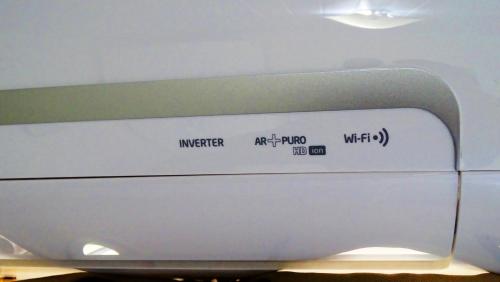 INVERTER AR+PURO Wi-Fi
HD ion